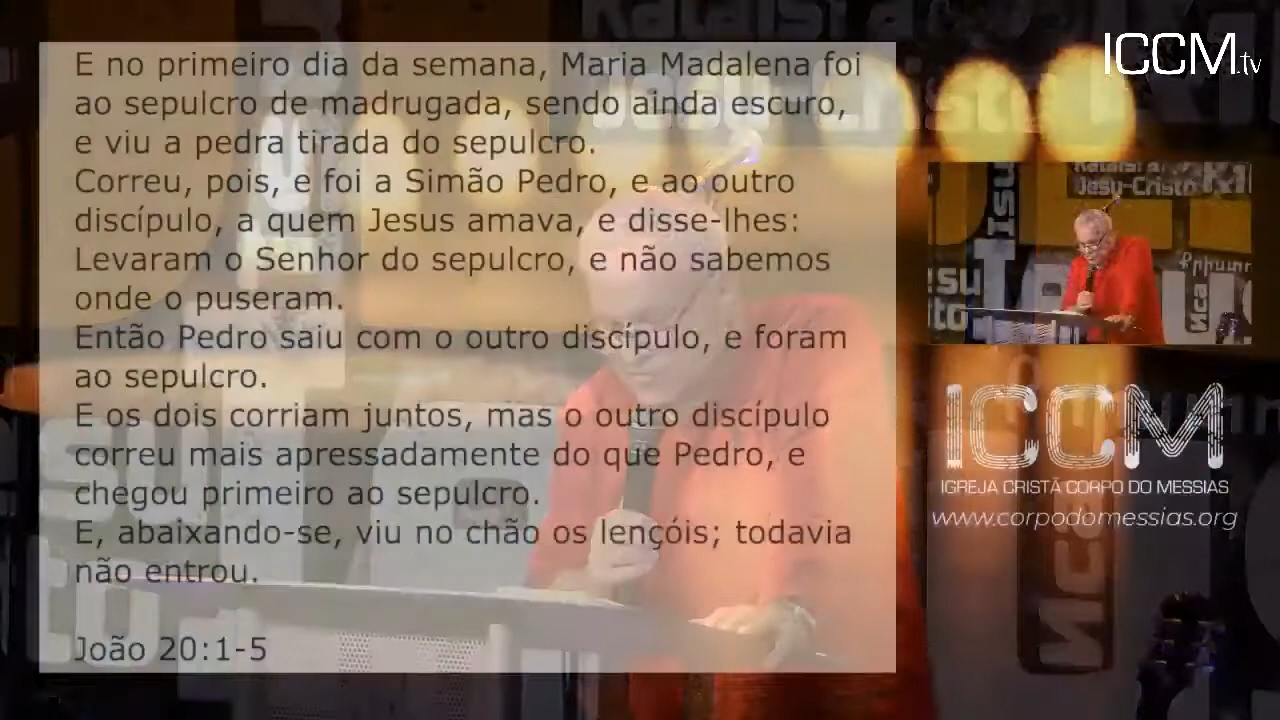 E no primeiro dia da semana, Maria Madalena foi
ao sepulcro de madrugada, sendo ainda escuro,
e viu a pedra tirada do sepulcro.
Correu, pois, e foi a Simão Pedro, e ao outro
discípulo, a quem Jesus amava, e disse-lhes:
Levaram o Senhor do sepulcro, e não sabemos
onde o puseram.
Então Pedro saiu com o outro discípulo, e foram
ao sepulcro.
E os dois corriam juntos, mas o outro discípulo
correu mais apressadamente do que Pedro, e
chegou primeiro ao sepulcro.
E, abaixando-se, viu no chão os lençóis; todavia
não entrou.
João 20:1-5
ICCM.tv
Jesu-Cristo
ICCM
IGREJA CRISTÃ CORPO DO MESSIAS
www.corpodomessias.org